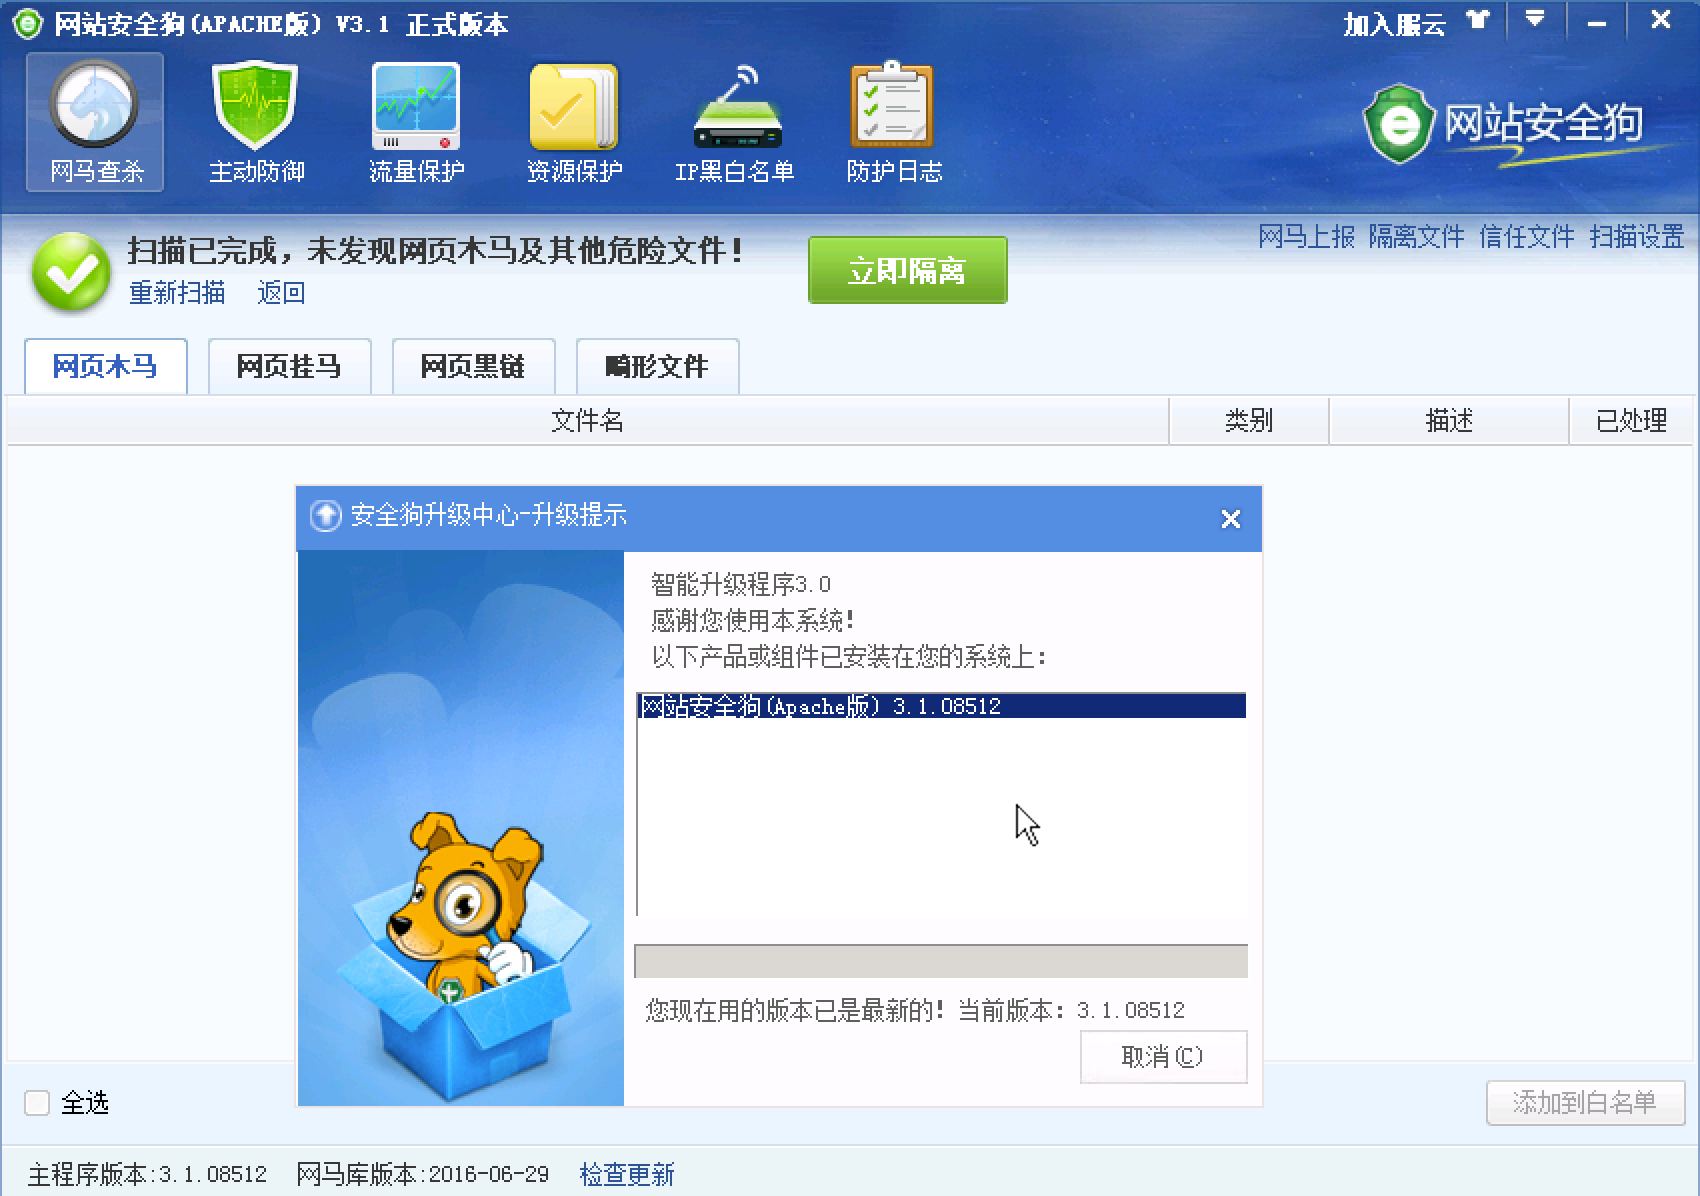 网站安全狗(APACHE版) V3.1 正式版本
加入服云
网马查杀
主动防御
流量保护
资源保护
IP黑白名单
防护日志
网站安全狗
扫描已完成，未发现网页木马及其他危险文件！
重新扫描 返回
立即隔离
网马上报 隔离文件 信任文件 扫描设置
网页木马
网页挂马
网页黑链
畸形文件
文件名 类别 描述 已处理
安全狗升级中心-升级提示
智能升级程序3.0
感谢您使用本系统！
以下产品或组件已安装在您的系统上：
网站安全狗(Apache版) 3.1.08512
您现在用的版本已是最新的！当前版本：3.1.08512
取消(C)
全选
添加到白名单
主程序版本:3.1.08512 网马库版本:2016-06-29 检查更新